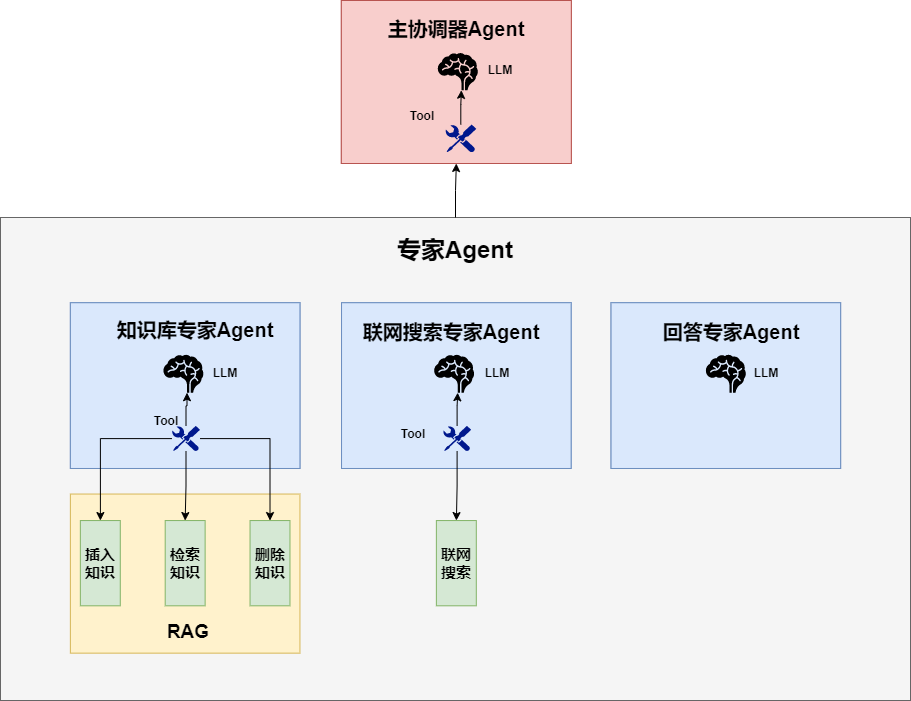 主协调器Agent
LLM
Tool
专家Agent
知识库专家Agent
LLM
Tool
联网搜索专家Agent
LLM
Tool
回答专家Agent
LLM
插入
知识
检索
知识
删除
知识
RAG
联网
搜索